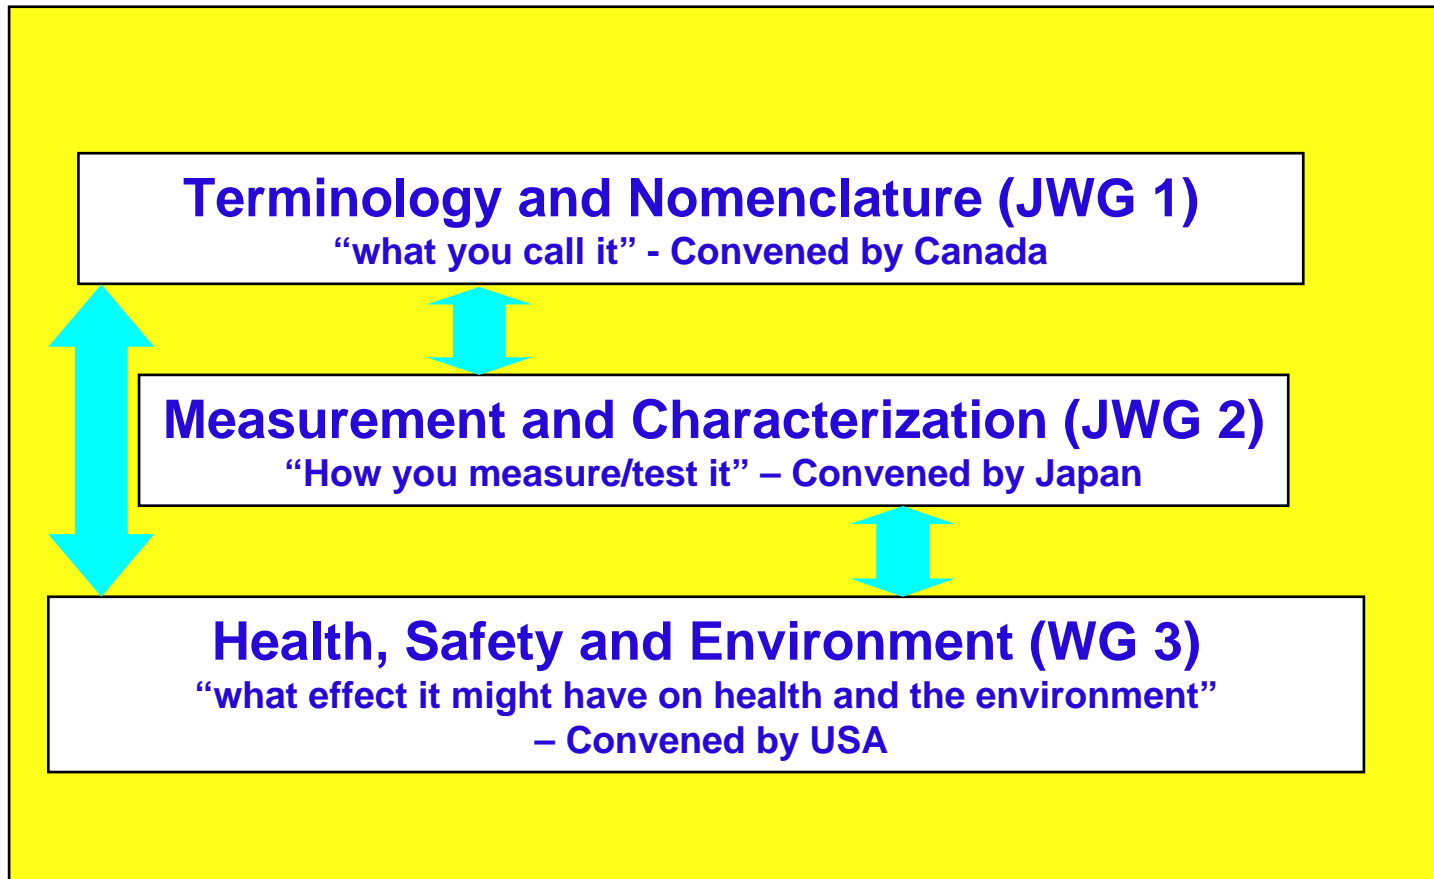 Terminology and Nomenclature (JWG 1)
“what you call it” - Convened by Canada
Measurement and Characterization (JWG 2)
“How you measure/test it” – Convened by Japan
Health, Safety and Environment (WG 3)
“what effect it might have on health and the environment”
– Convened by USA